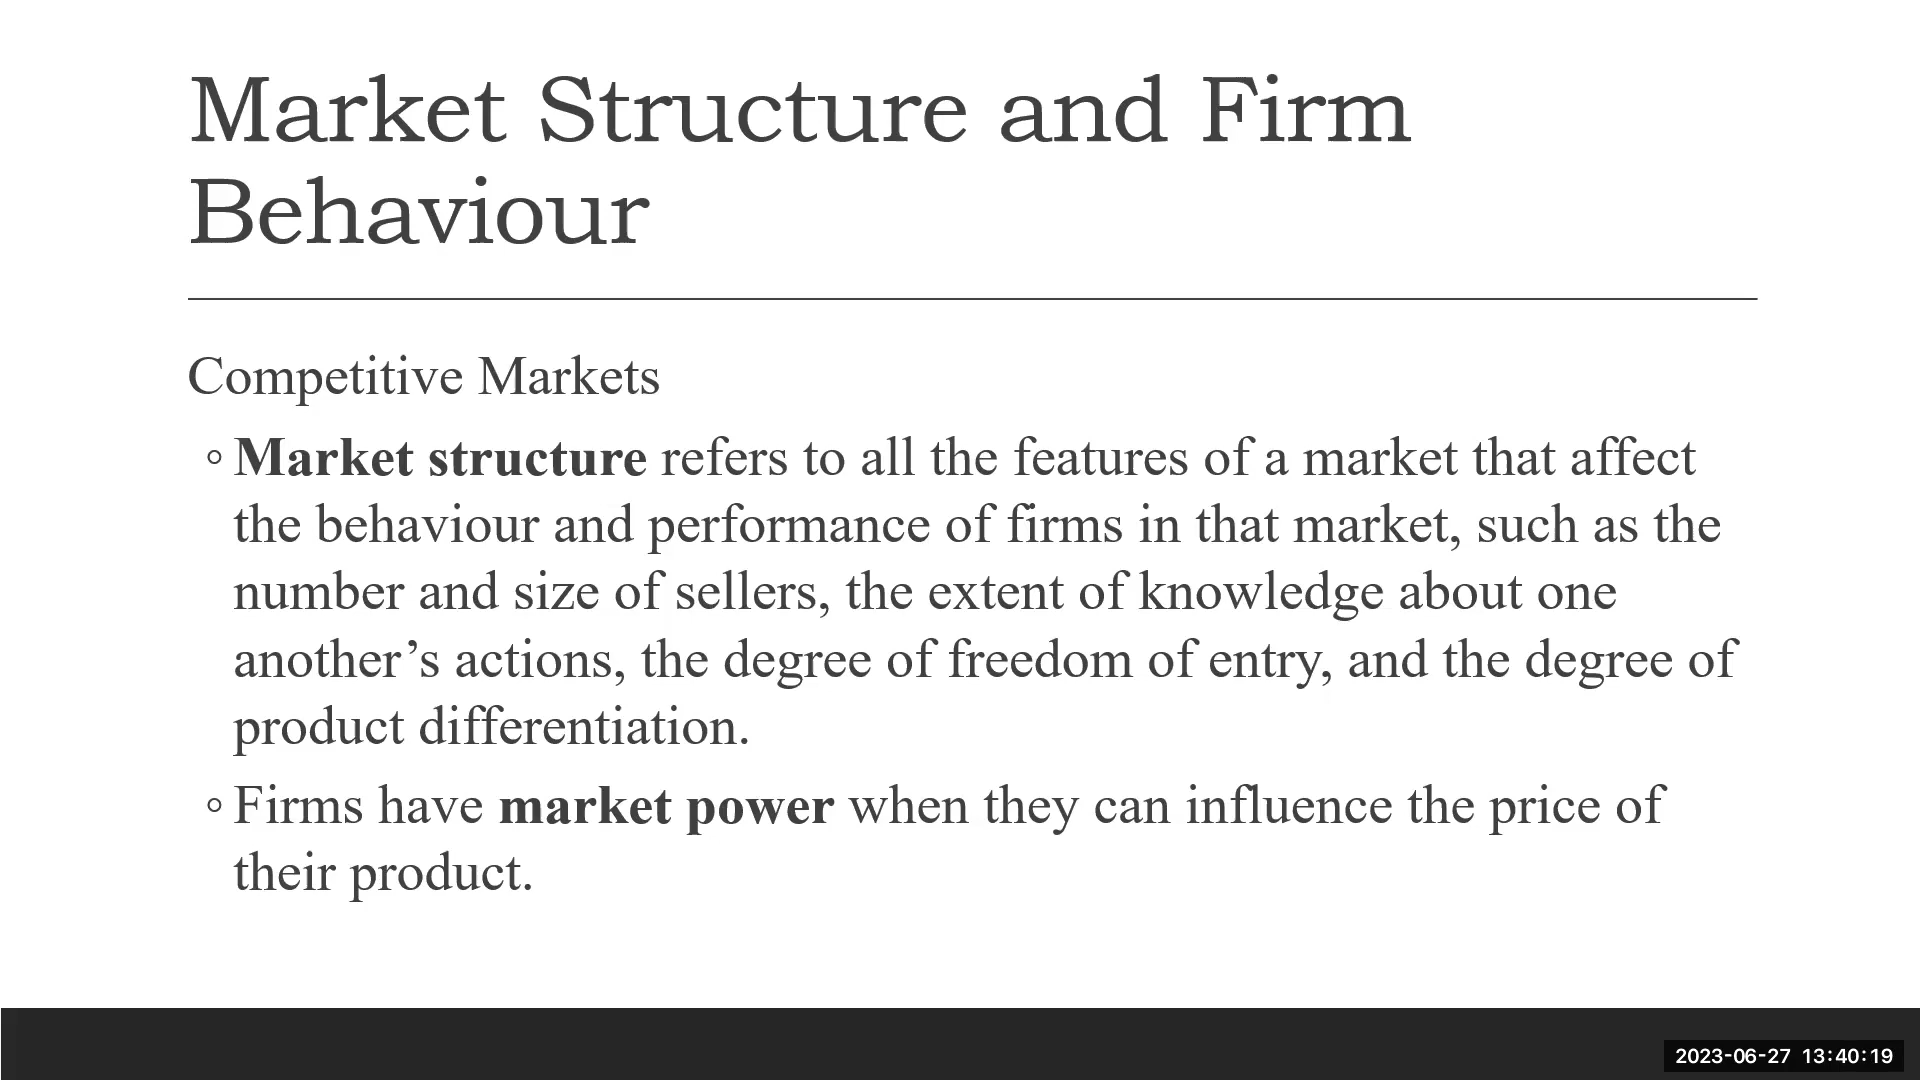 Market Structure and Firm
Behaviour
Competitive Markets
◦ Market structure refers to all the features of a market that affect
the behaviour and performance of firms in that market, such as the
number and size of sellers, the extent of knowledge about one
another’s actions, the degree of freedom of entry, and the degree of
product differentiation.
◦ Firms have market power when they can influence the price of
their product.
2023-06-27 13:40:19